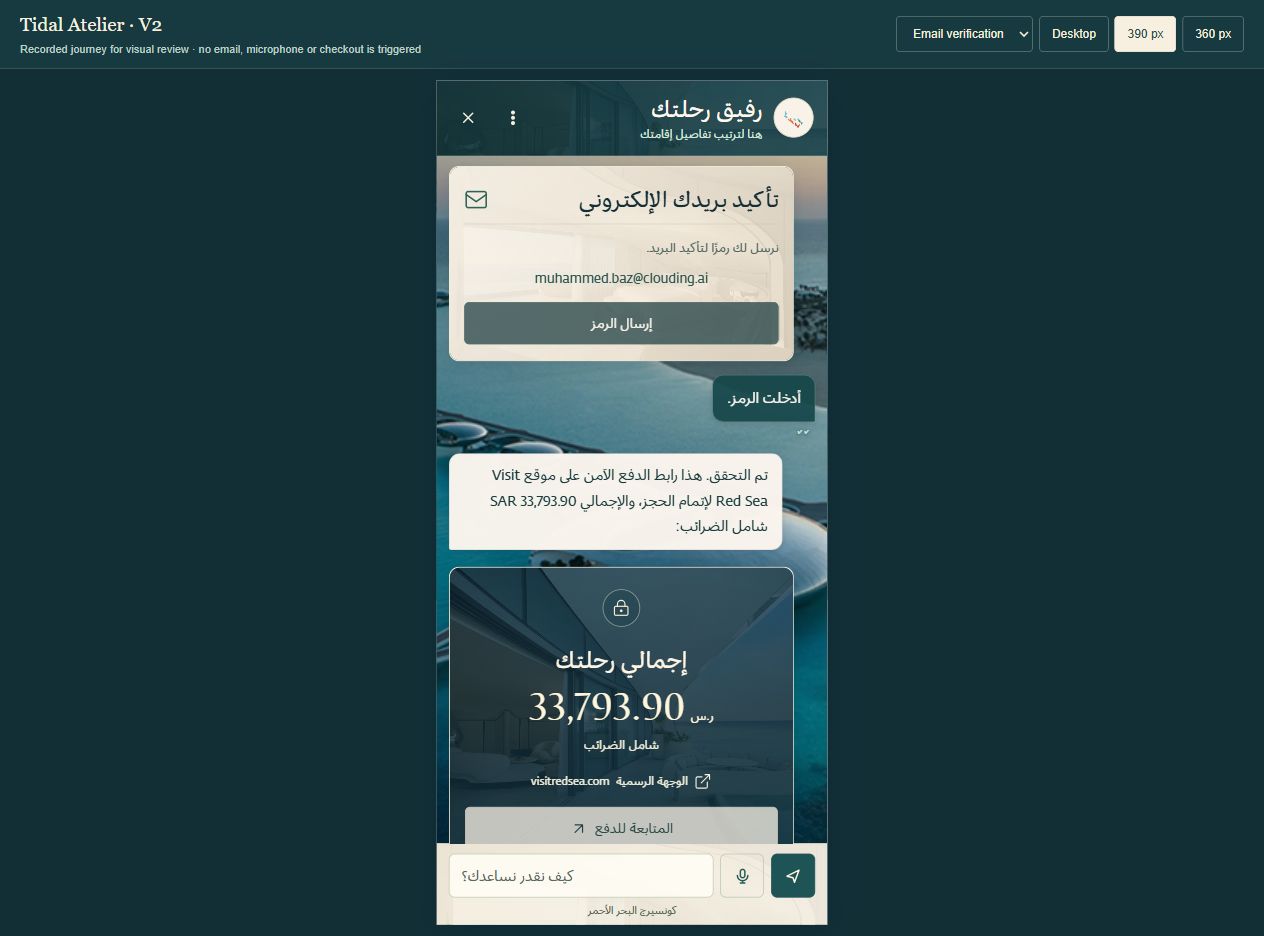 Tidal Atelier · V2
Recorded journey for visual review · no email, microphone or checkout is triggered
Email verification
Desktop
390 px
360 px
رفيق رحلتك
هنا لترتيب تفاصيل إقامتك
تأكيد بريدك الإلكتروني
نرسل لك رمزًا لتأكيد البريد.
muhammed.baz@clouding.ai
إرسال الرمز
أدخلت الرمز.
تم التحقق. هذا رابط الدفع الآمن على موقع Visit
Red Sea لإتمام الحجز، والإجمالي SAR 33,793.90
شامل الضرائب:
إجمالي رحلتك
33,793.90 ر.س
شامل الضرائب
الوجهة الرسمية visitredsea.com
المتابعة للدفع
كيف نقدر نساعدك؟
كونسيرج البحر الأحمر